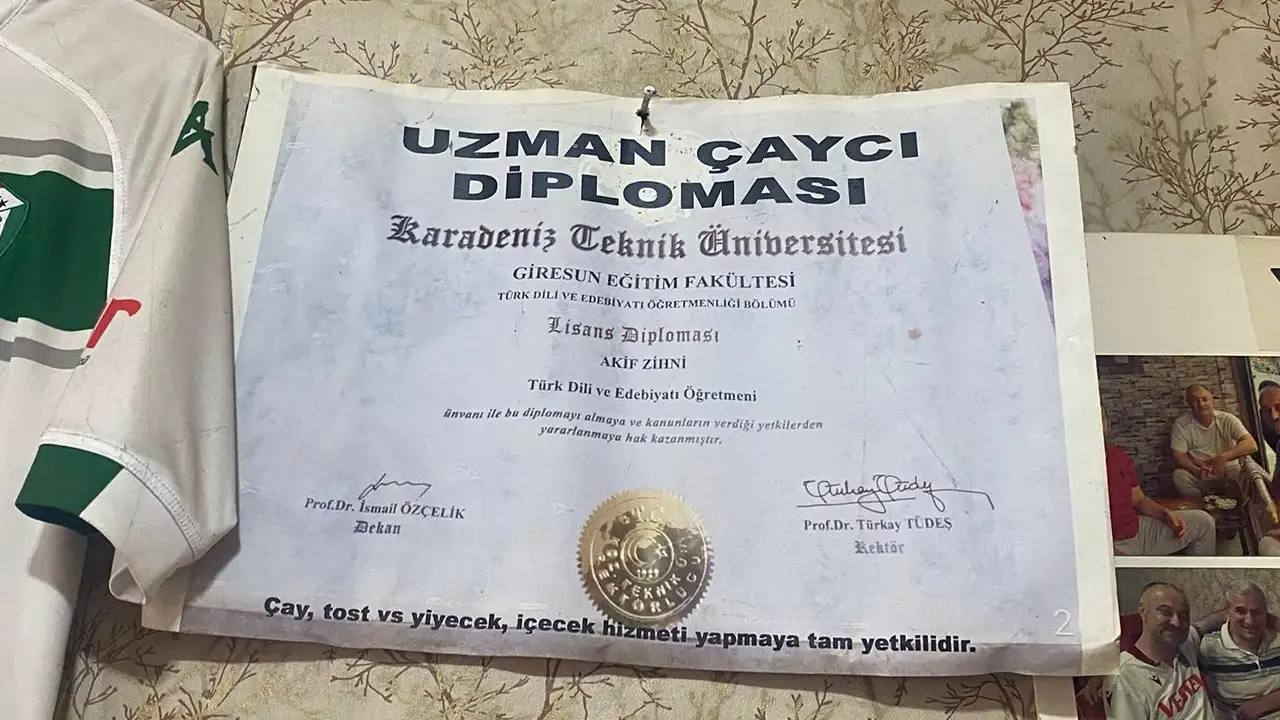 UZMAN ÇAYCI
DİPLOMASI
Karadeniz Teknik Üniversitesi
GİRESUN EĞİTİM FAKÜLTESİ
TÜRK DİLİ VE EDEBİYATI ÖĞRETMENLİĞİ BÖLÜMÜ
Lisans Diploması
AKİF ZİHNİ
Türk Dili ve Edebiyatı Öğretmeni
ünvanı ile bu diplomayı almaya ve kanunların verdiği yetkilerden
yararlanmaya hak kazanmıştır.
Prof.Dr. İsmail ÖZÇELİK
Dekan
Prof.Dr. Türkay TÜDEŞ
Rektör
Çay, tost vs yiyecek, içecek hizmeti yapmaya tam yetkilidir.
2